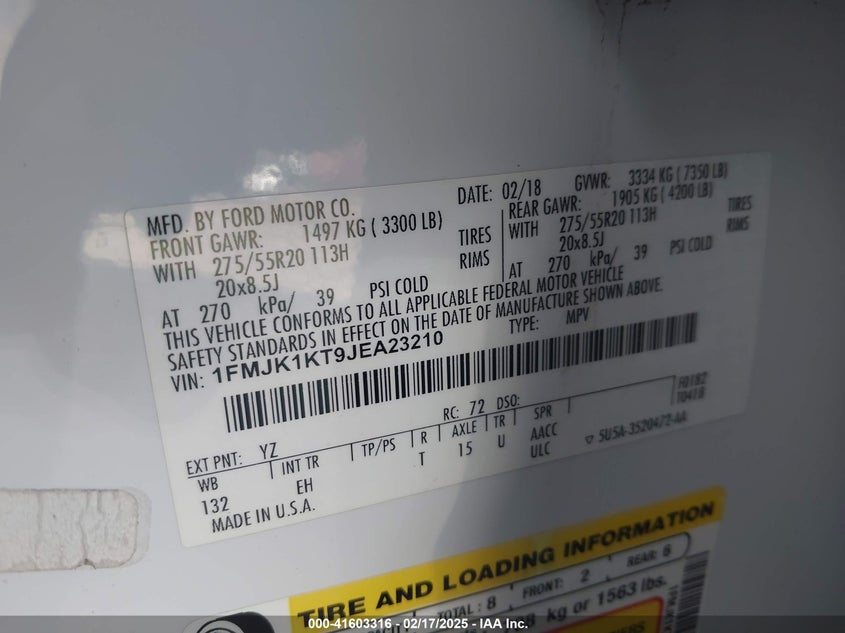 MFD. BY FORD MOTOR CO.
DATE: 02/18 GVWR: 3334 KG ( 7350 LB)
FRONT GAWR: 1497 KG ( 3300 LB)
REAR GAWR: 1905 KG ( 4200 LB)
WITH 275/55R20 113H TIRES
WITH 275/55R20 113H TIRES
20x8.5J RIMS
20x8.5J RIMS
AT 270 kPa/ 39 PSI COLD
AT 270 kPa/ 39 PSI COLD
THIS VEHICLE CONFORMS TO ALL APPLICABLE FEDERAL MOTOR VEHICLE
SAFETY STANDARDS IN EFFECT ON THE DATE OF MANUFACTURE SHOWN ABOVE.
VIN: 1FMJK1KT9JEA23210
TYPE: MPV
F0182
T0418
RC: 72 DSO:
EXT PNT: YZ
WB INT TR TP/PS R AXLE TR SPR
132 EH T 15 U AACC
ULC
5U5A-3520472-AA
MADE IN U.S.A.
TIRE AND LOADING INFORMATION
TOTAL : 8 FRONT: 2 REAR: 6
kg or 1563 lbs.
000-41603316 - 02/17/2025 - IAA Inc.